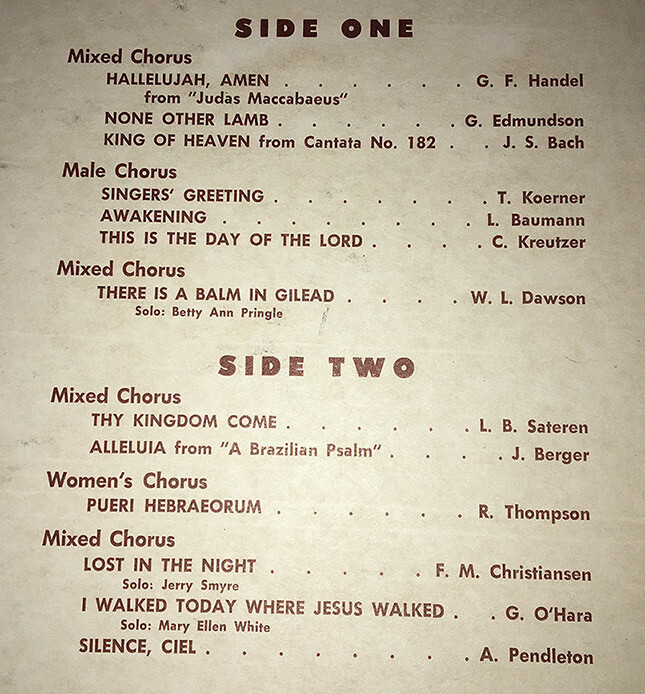 SIDE ONE
Mixed Chorus
HALLELUJAH, AMEN . . . . . . G. F. Handel
from "Judas Maccabaeus"
NONE OTHER LAMB . . . . . . G. Edmundson
KING OF HEAVEN from Cantata No. 182 . . J. S. Bach
Male Chorus
SINGERS' GREETING . . . . . . . T. Koerner
AWAKENING . . . . . . . . L. Baumann
THIS IS THE DAY OF THE LORD . . . . C. Kreutzer
Mixed Chorus
THERE IS A BALM IN GILEAD . . . . W. L. Dawson
Solo: Betty Ann Pringle
SIDE TWO
Mixed Chorus
THY KINGDOM COME . . . . . . L. B. Sateren
ALLELUIA from "A Brazilian Psalm" . . . . J. Berger
Women's Chorus
PUERI HEBRAEORUM . . . . . . R. Thompson
Mixed Chorus
LOST IN THE NIGHT . . . . . F. M. Christiansen
Solo: Jerry Smyre
I WALKED TODAY WHERE JESUS WALKED . . G. O'Hara
Solo: Mary Ellen White
SILENCE, CIEL . . . . . . . . A. Pendleton